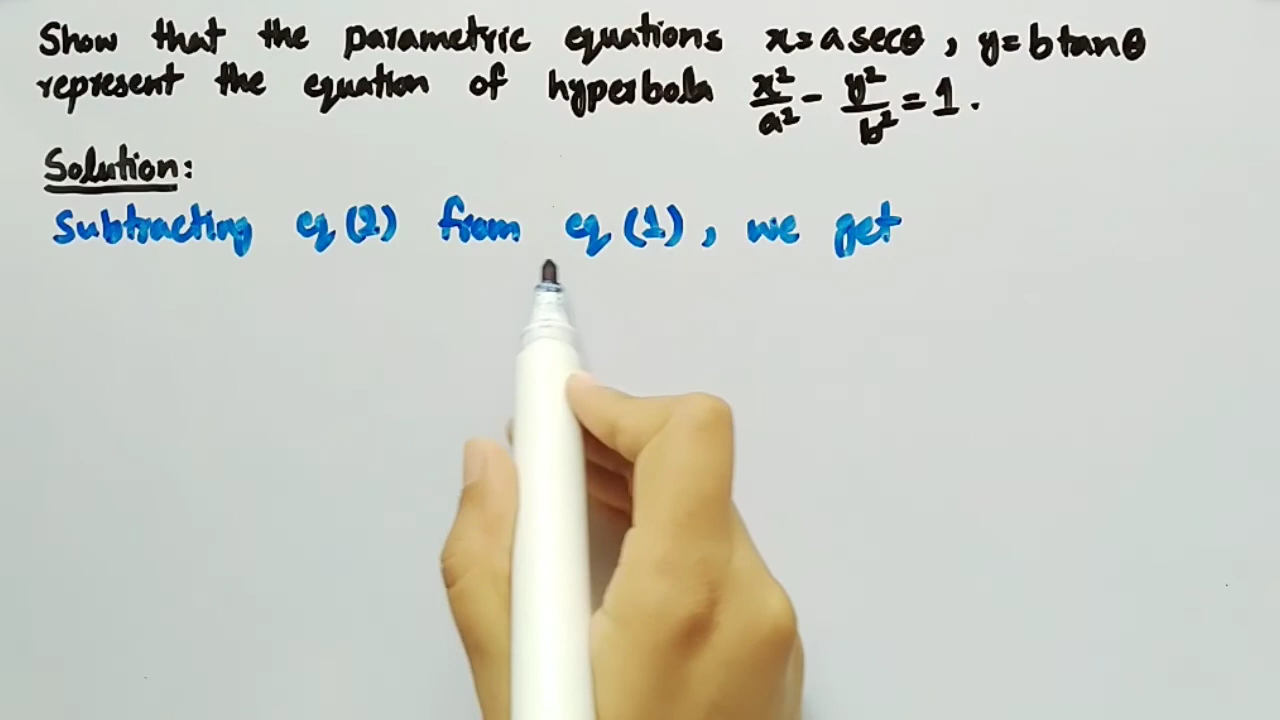 Show that the parametric equations x=a secθ, y=b tanθ
represent the equation of hyperbola x²/a² - y²/b² = 1.
Solution:
Subtracting eq (2) from eq (1), we get